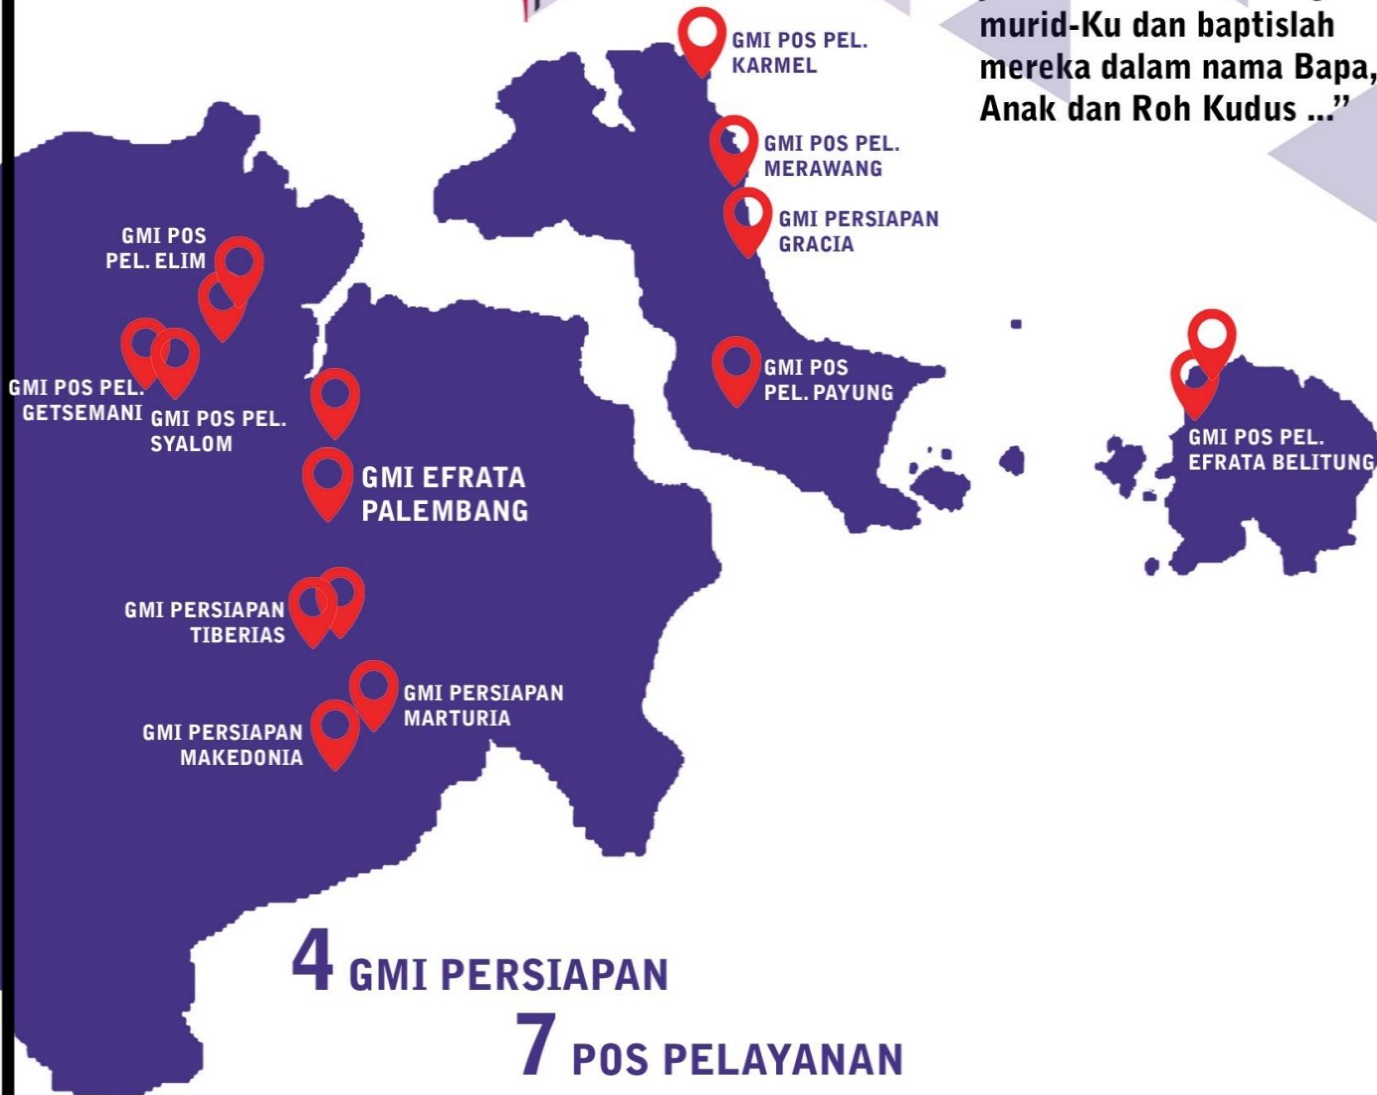 murid-Ku dan baptislah
mereka dalam nama Bapa,
Anak dan Roh Kudus ...”
GMI POS PEL.
KARMEL
GMI POS PEL.
MERAWANG
GMI PERSIAPAN
GRACIA
GMI POS
PEL. ELIM
GMI POS PEL.
GETSEMANI
GMI POS PEL.
SYALOM
GMI POS
PEL. PAYUNG
GMI POS PEL.
EFRATA BELITUNG
GMI EFRATA
PALEMBANG
GMI PERSIAPAN
TIBERIAS
GMI PERSIAPAN
MARTURIA
GMI PERSIAPAN
MAKEDONIA
4 GMI PERSIAPAN
7 POS PELAYANAN